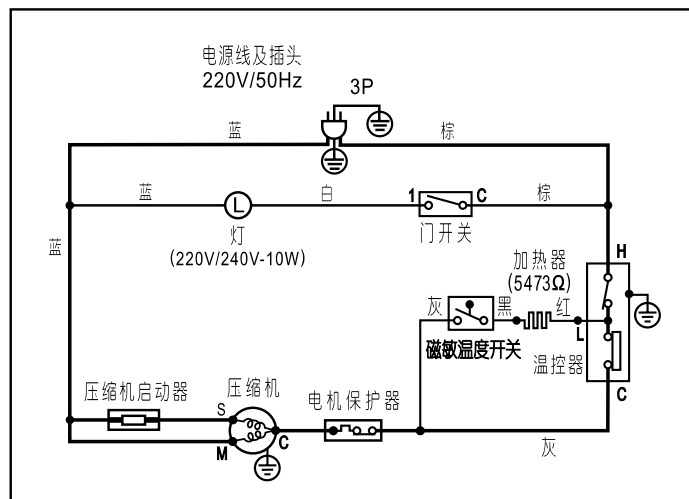 电源线及插头
220V/50Hz
3P
蓝
棕
蓝
L
白
1
C
棕
灯
(220V/240V-10W)
门开关
蓝
H
加热器
(5473Ω)
灰
黑
红
L
磁敏温度开关
温控器
C
压缩机启动器
压缩机
电机保护器
S
M
C
灰